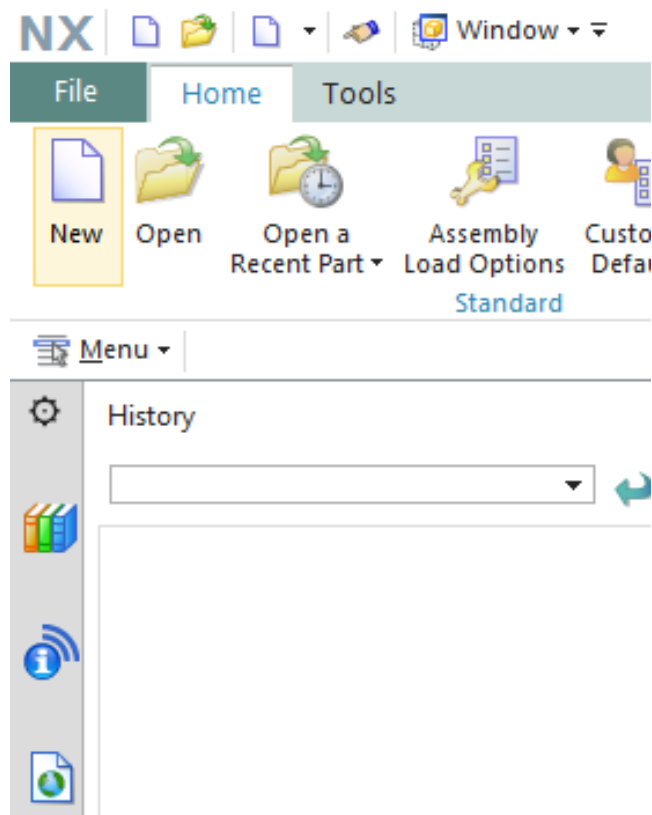 NX Window
File Home Tools
New Open Open a Assembly
Recent Part Load Options
Standard
Menu
History